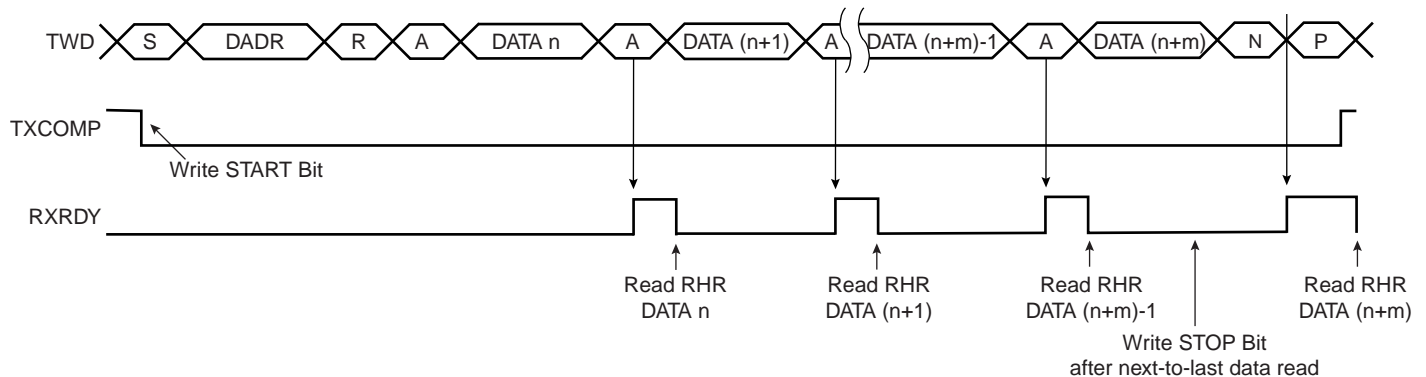 TWD S DADR R A DATA n A DATA (n+1) A DATA (n+m)-1 A DATA (n+m) N P
TXCOMP
Write START Bit
RXRDY
Read RHR Read RHR Read RHR Read RHR
DATA n DATA (n+1) DATA (n+m)-1 DATA (n+m)
Write STOP Bit
after next-to-last data read